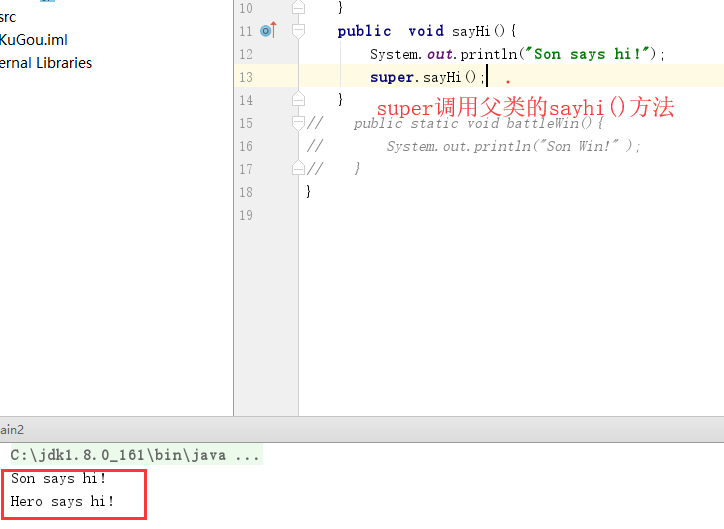 src
KuGou.iml
ernal Libraries
10 }
11 public void sayHi(){
12 System.out.println("Son says hi!");
13 super.sayHi();
14 }
super调用父类的sayhi()方法
15 // public static void battleWin(){
16 // System.out.println("Son Win!" );
17 // }
18 }
19
ain2
C:\jdk1.8.0_161\bin\java ...
Son says hi!
Hero says hi!